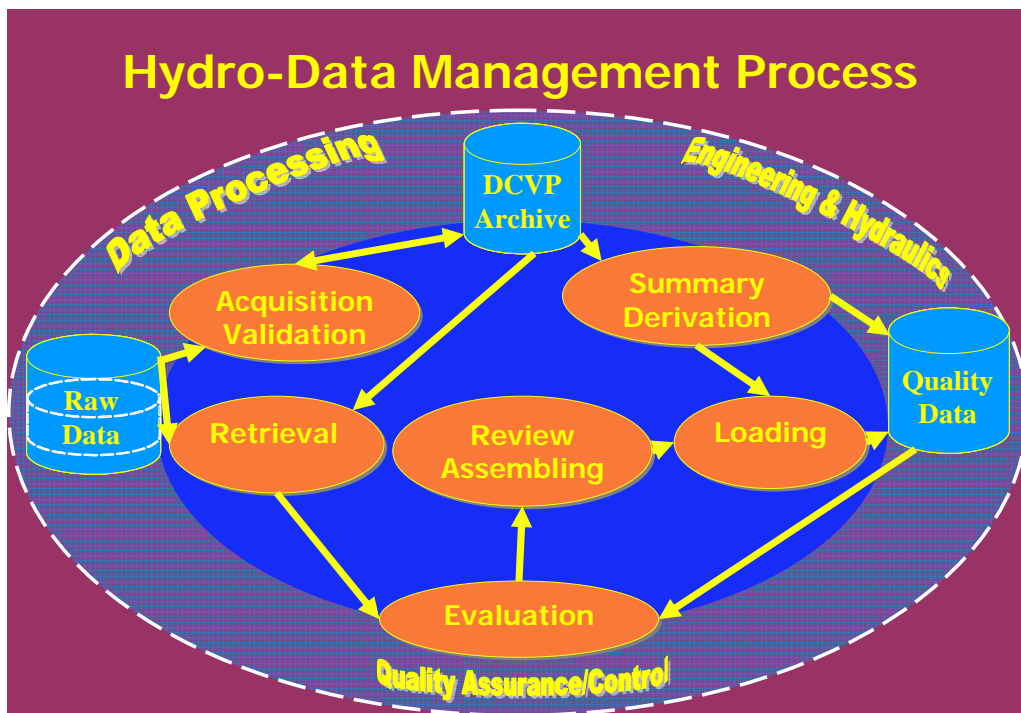 Hydro-Data Management Process
Data Processing
Engineering & Hydraulics
DCVP
Archive
Acquisition
Validation
Summary
Derivation
Raw
Data
Quality
Data
Retrieval
Review
Assembling
Loading
Evaluation
Quality Assurance/Control